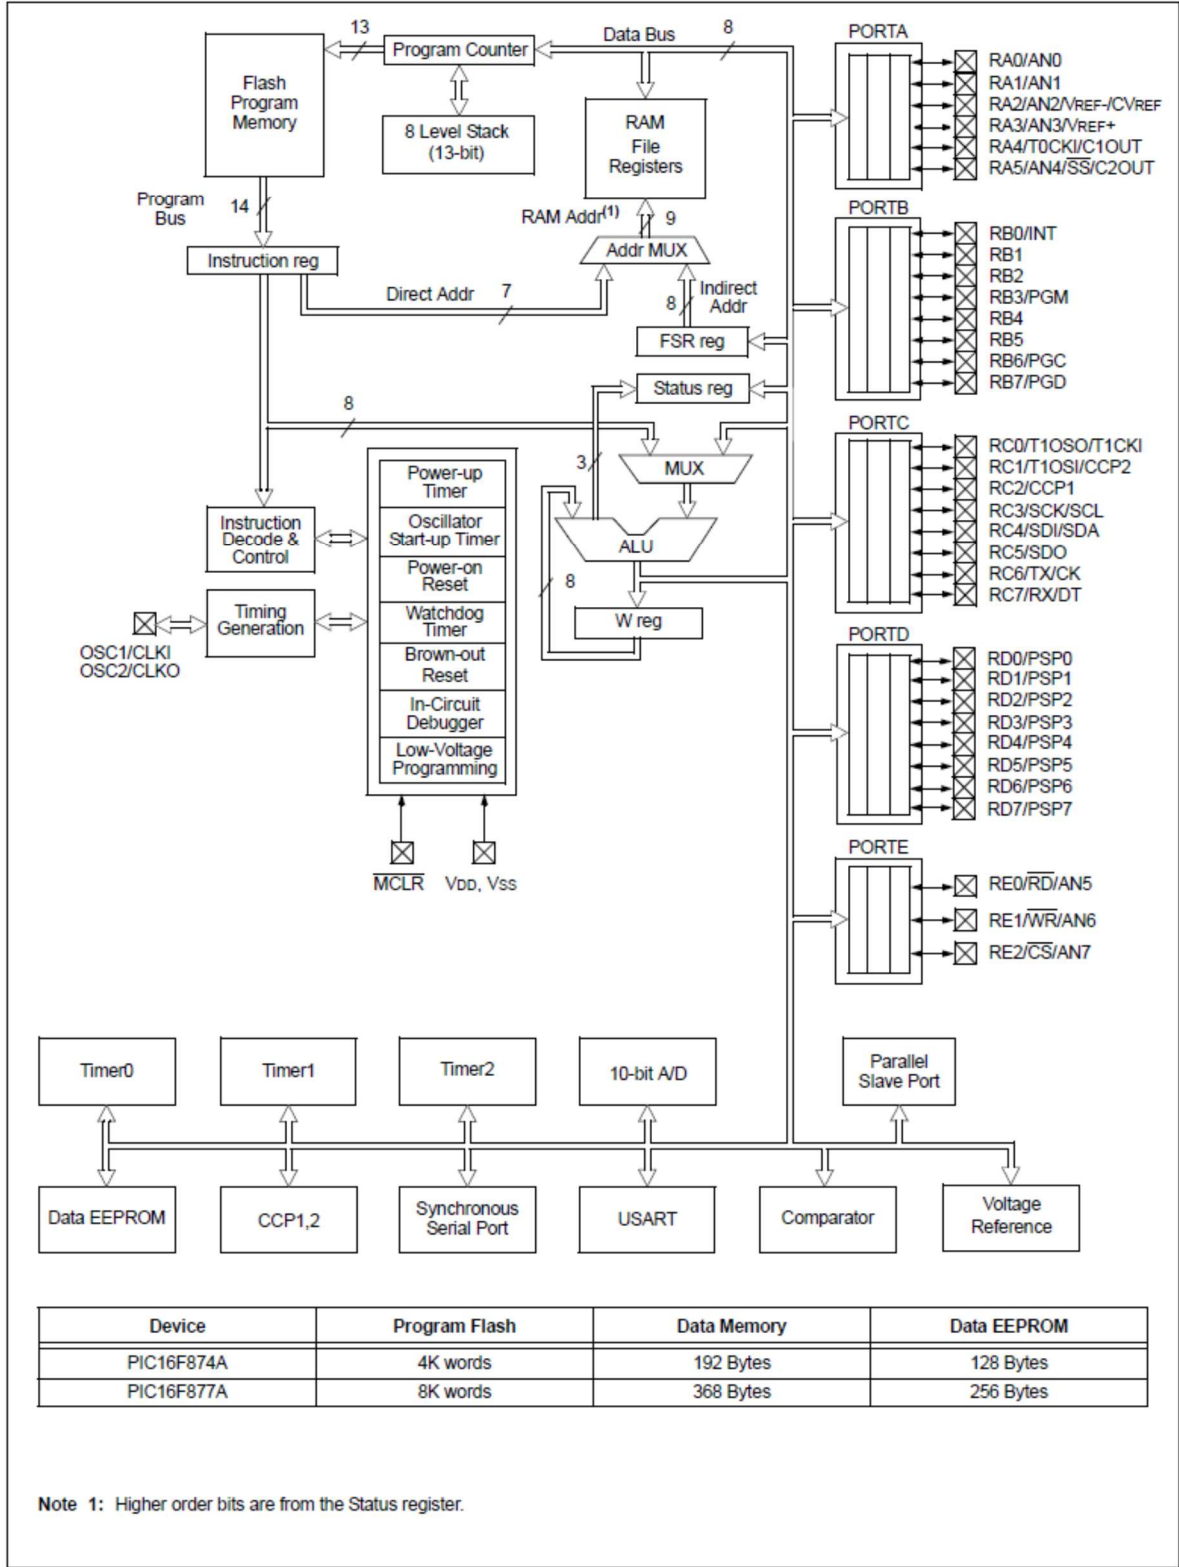 13
Program Counter
Data Bus
8
PORTA
Flash
Program
Memory
8 Level Stack
(13-bit)
RAM
File
Registers
RA0/AN0
RA1/AN1
RA2/AN2/VREF-/CVREF
RA3/AN3/VREF+
RA4/T0CKI/C1OUT
RA5/AN4/SS/C2OUT
Program
Bus
14
RAM Addr(1)
9
PORTB
Instruction reg
Addr MUX
RB0/INT
RB1
RB2
RB3/PGM
RB4
RB5
RB6/PGC
RB7/PGD
Direct Addr
7
8
Indirect
Addr
FSR reg
Status reg
8
3
MUX
PORTC
RC0/T1OSO/T1CKI
RC1/T1OSI/CCP2
RC2/CCP1
RC3/SCK/SCL
RC4/SDI/SDA
RC5/SDO
RC6/TX/CK
RC7/RX/DT
Power-up
Timer
Oscillator
Start-up Timer
Power-on
Reset
Watchdog
Timer
Brown-out
Reset
In-Circuit
Debugger
Low-Voltage
Programming
Instruction
Decode &
Control
Timing
Generation
OSC1/CLKI
OSC2/CLKO
ALU
8
W reg
PORTD
RD0/PSP0
RD1/PSP1
RD2/PSP2
RD3/PSP3
RD4/PSP4
RD5/PSP5
RD6/PSP6
RD7/PSP7
MCLR
VDD, VSS
PORTE
RE0/RD/AN5
RE1/WR/AN6
RE2/CS/AN7
Timer0
Timer1
Timer2
10-bit A/D
Parallel
Slave Port
Data EEPROM
CCP1,2
Synchronous
Serial Port
USART
Comparator
Voltage
Reference
Device Program Flash Data Memory Data EEPROM
PIC16F874A 4K words 192 Bytes 128 Bytes
PIC16F877A 8K words 368 Bytes 256 Bytes
Note 1: Higher order bits are from the Status register.